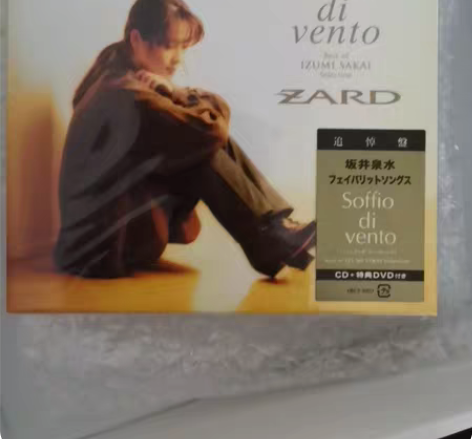 di
vento
Best of
IZUMI SAKAI
Selection
ZARD
追悼盤
坂井泉水
フェイバリットソングス
Soffio
di
vento
CD+特典DVD付き